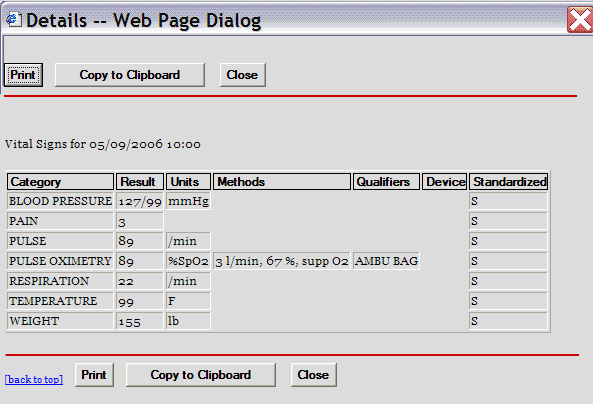 Details -- Web Page Dialog
Print Copy to Clipboard Close
Vital Signs for 05/09/2006 10:00
Category Result Units Methods Qualifiers Device Standardized
BLOOD PRESSURE 127/99 mmHg S
PAIN 3 S
PULSE 89 /min S
PULSE OXIMETRY 89 %SpO2 3 l/min, 67 %, supp O2 AMBU BAG S
RESPIRATION 22 /min S
TEMPERATURE 99 F S
WEIGHT 155 lb S
[back to top] Print Copy to Clipboard Close